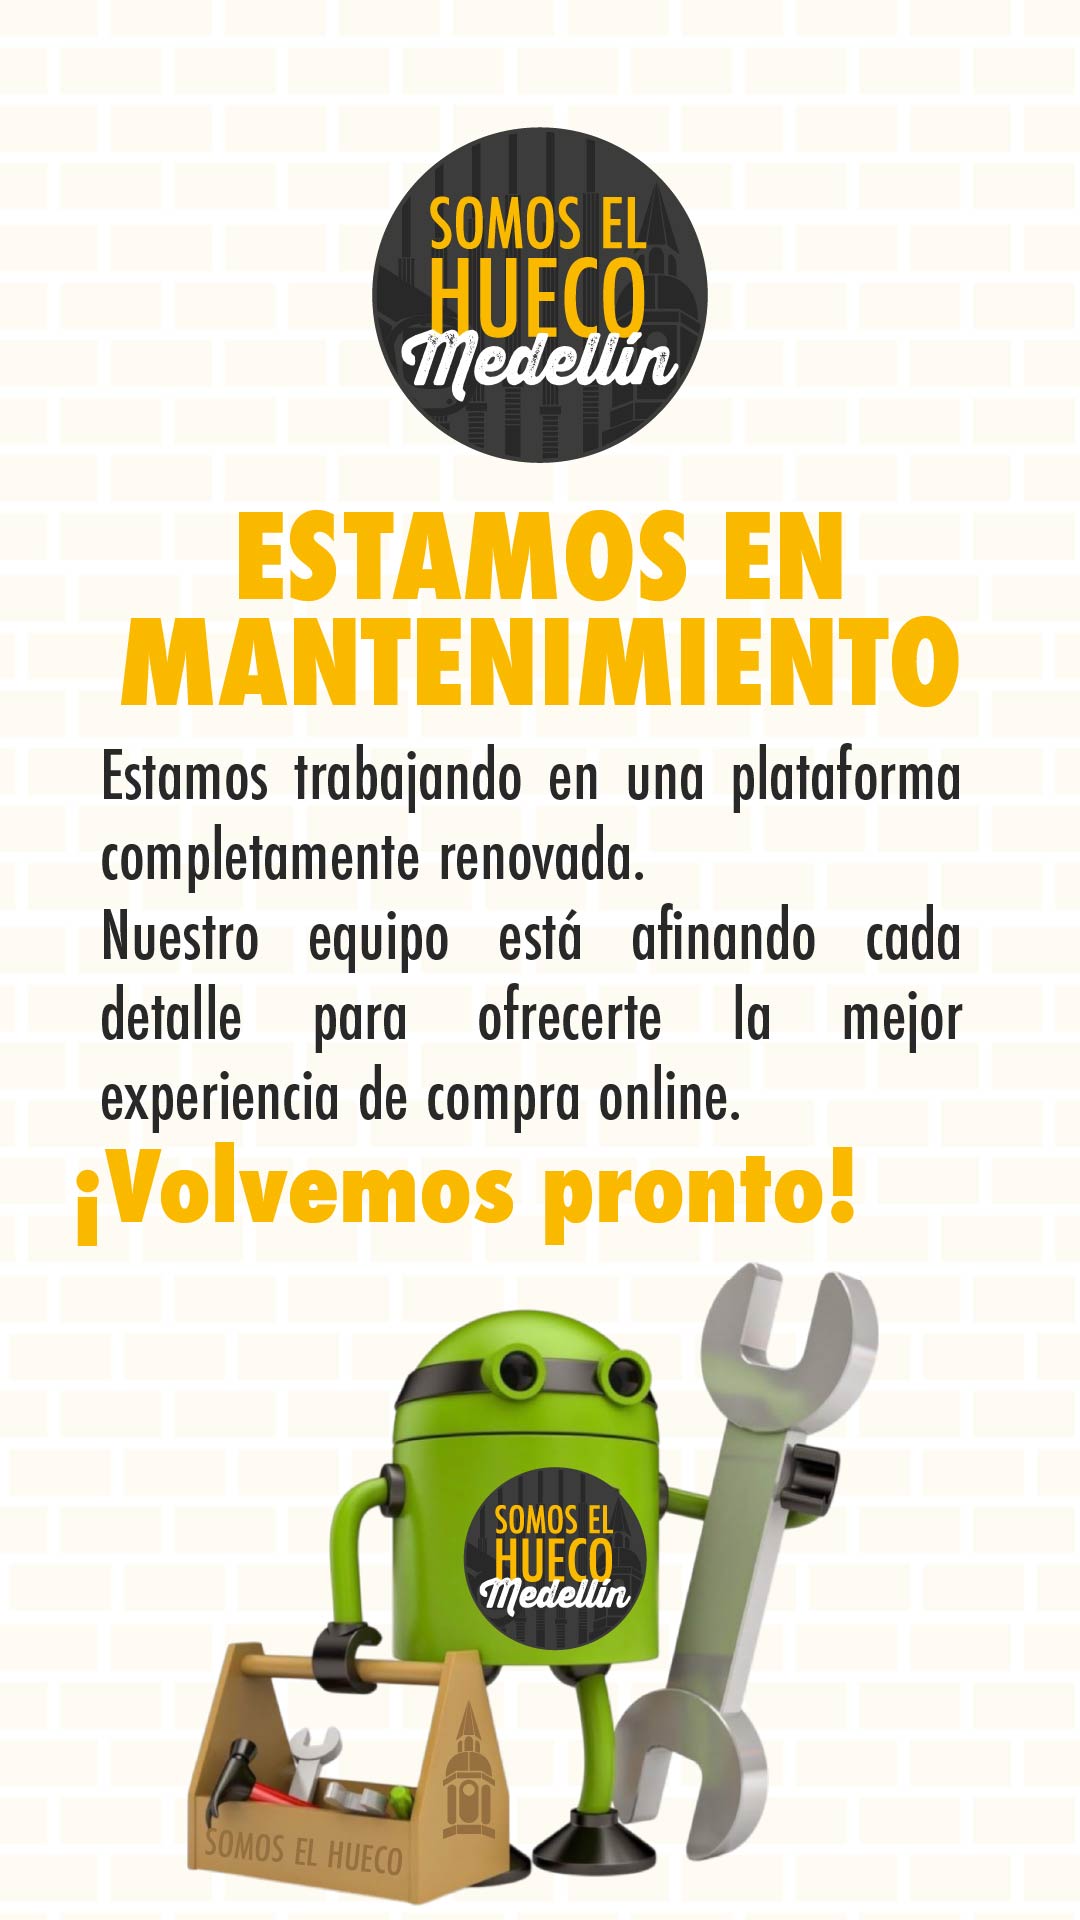 SOMOS EL
HUECO
Medellín
ESTAMOS EN
MANTENIMIENTO
Estamos trabajando en una plataforma
completamente renovada.
Nuestro equipo está afinando cada
detalle para ofrecerte la mejor
experiencia de compra online.
¡Volvemos pronto!
SOMOS EL
HUECO
Medellín
SOMOS EL HUECO